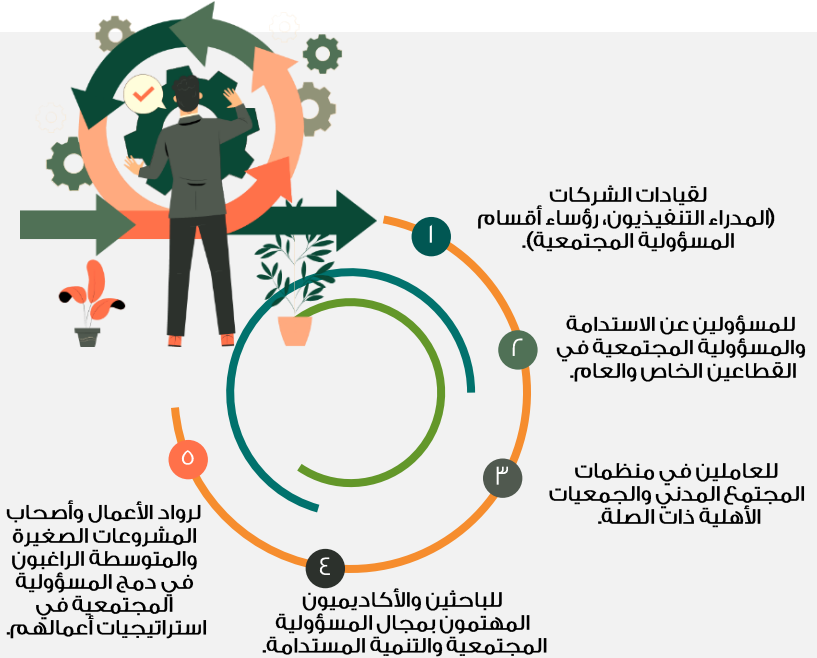 ١
لقيادات الشركات
(المدراء التنفيذيون، رؤساء أقسام
المسؤولية المجتمعية).
٢
للمسؤولين عن الاستدامة
والمسؤولية المجتمعية في
القطاعين الخاص والعام.
٣
للعاملين في منظمات
المجتمع المدني والجمعيات
الأهلية ذات الصلة.
٤
للباحثين والأكاديميون
المهتمون بمجال المسؤولية
المجتمعية والتنمية المستدامة.
٥
لرواد الأعمال وأصحاب
المشروعات الصغيرة
والمتوسطة الراغبون
في دمج المسؤولية
المجتمعية في
استراتيجيات أعمالهم.